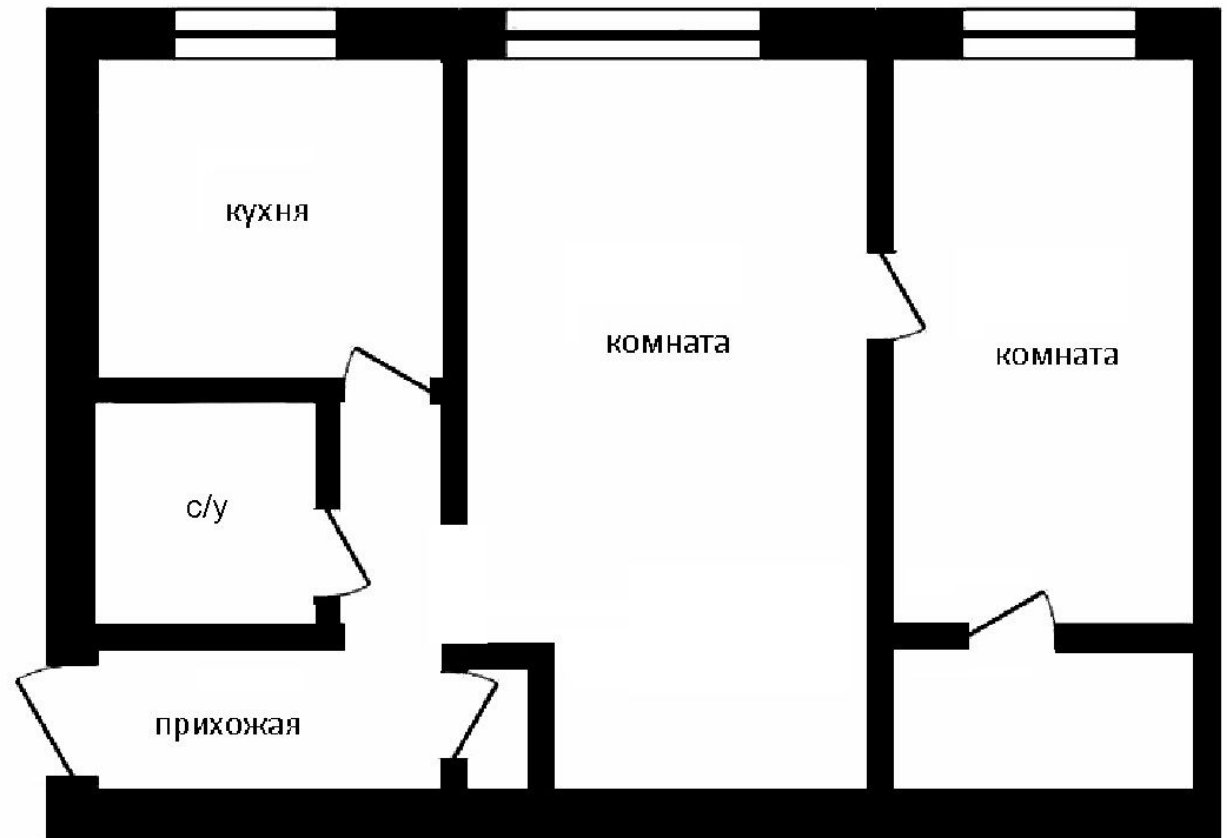 кухня
комната
комната
с/у
прихожая